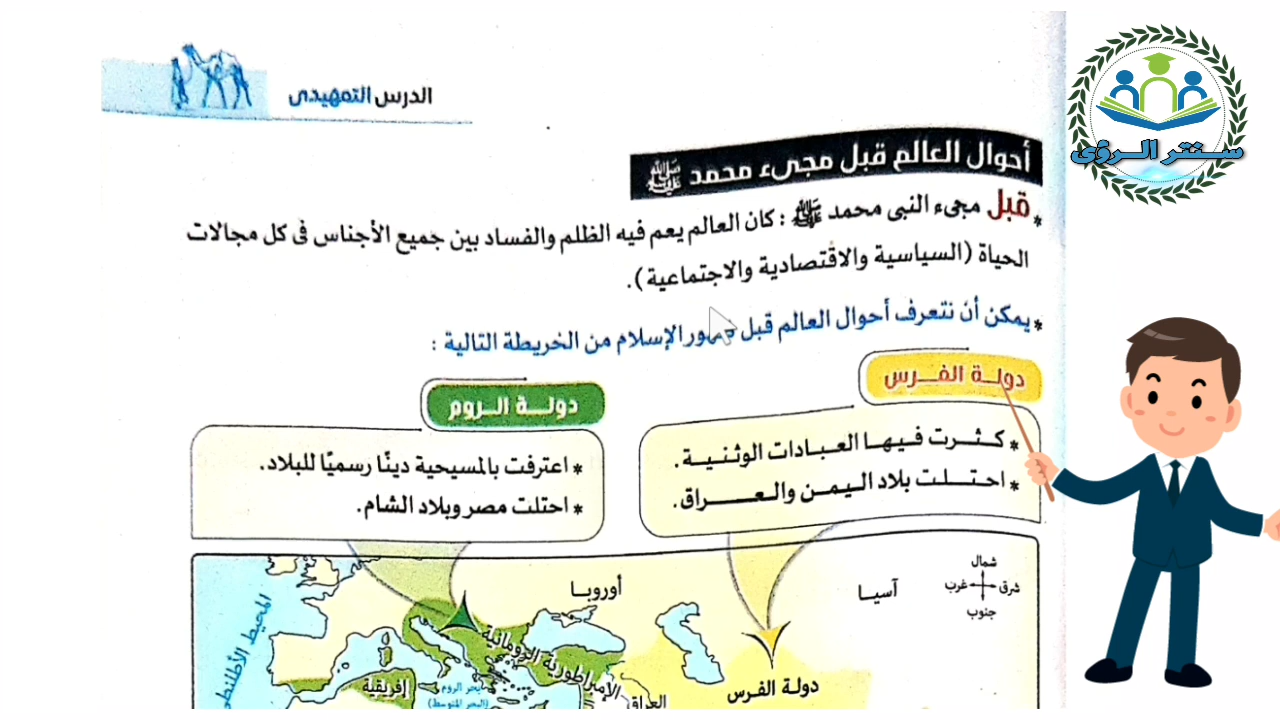 الدرس التمهيدى
سنتر الرؤى
أحوال العالم قبل مجىء محمد ﷺ
* قبل مجىء النبى محمد ﷺ : كان العالم يعم فيه الظلم والفساد بين جميع الأجناس فى كل مجالات
الحياة (السياسية والاقتصادية والاجتماعية).
* يمكن أن نتعرف أحوال العالم قبل الإسلام من الخريطة التالية :
دولة الفرس
* كثرت فيها العبادات الوثنية.
* احتلت بلاد اليمن والعراق.
دولة الروم
* اعترفت بالمسيحية دينًا رسميًا للبلاد.
* احتلت مصر وبلاد الشام.
شمال
شرق
غرب
جنوب
آسيا
أوروبا
المحيط الأطلنطى
الإمبراطورية الرومانية
إفريقية
بحر الروم
(البحر المتوسط)
العراق
دولة الفرس